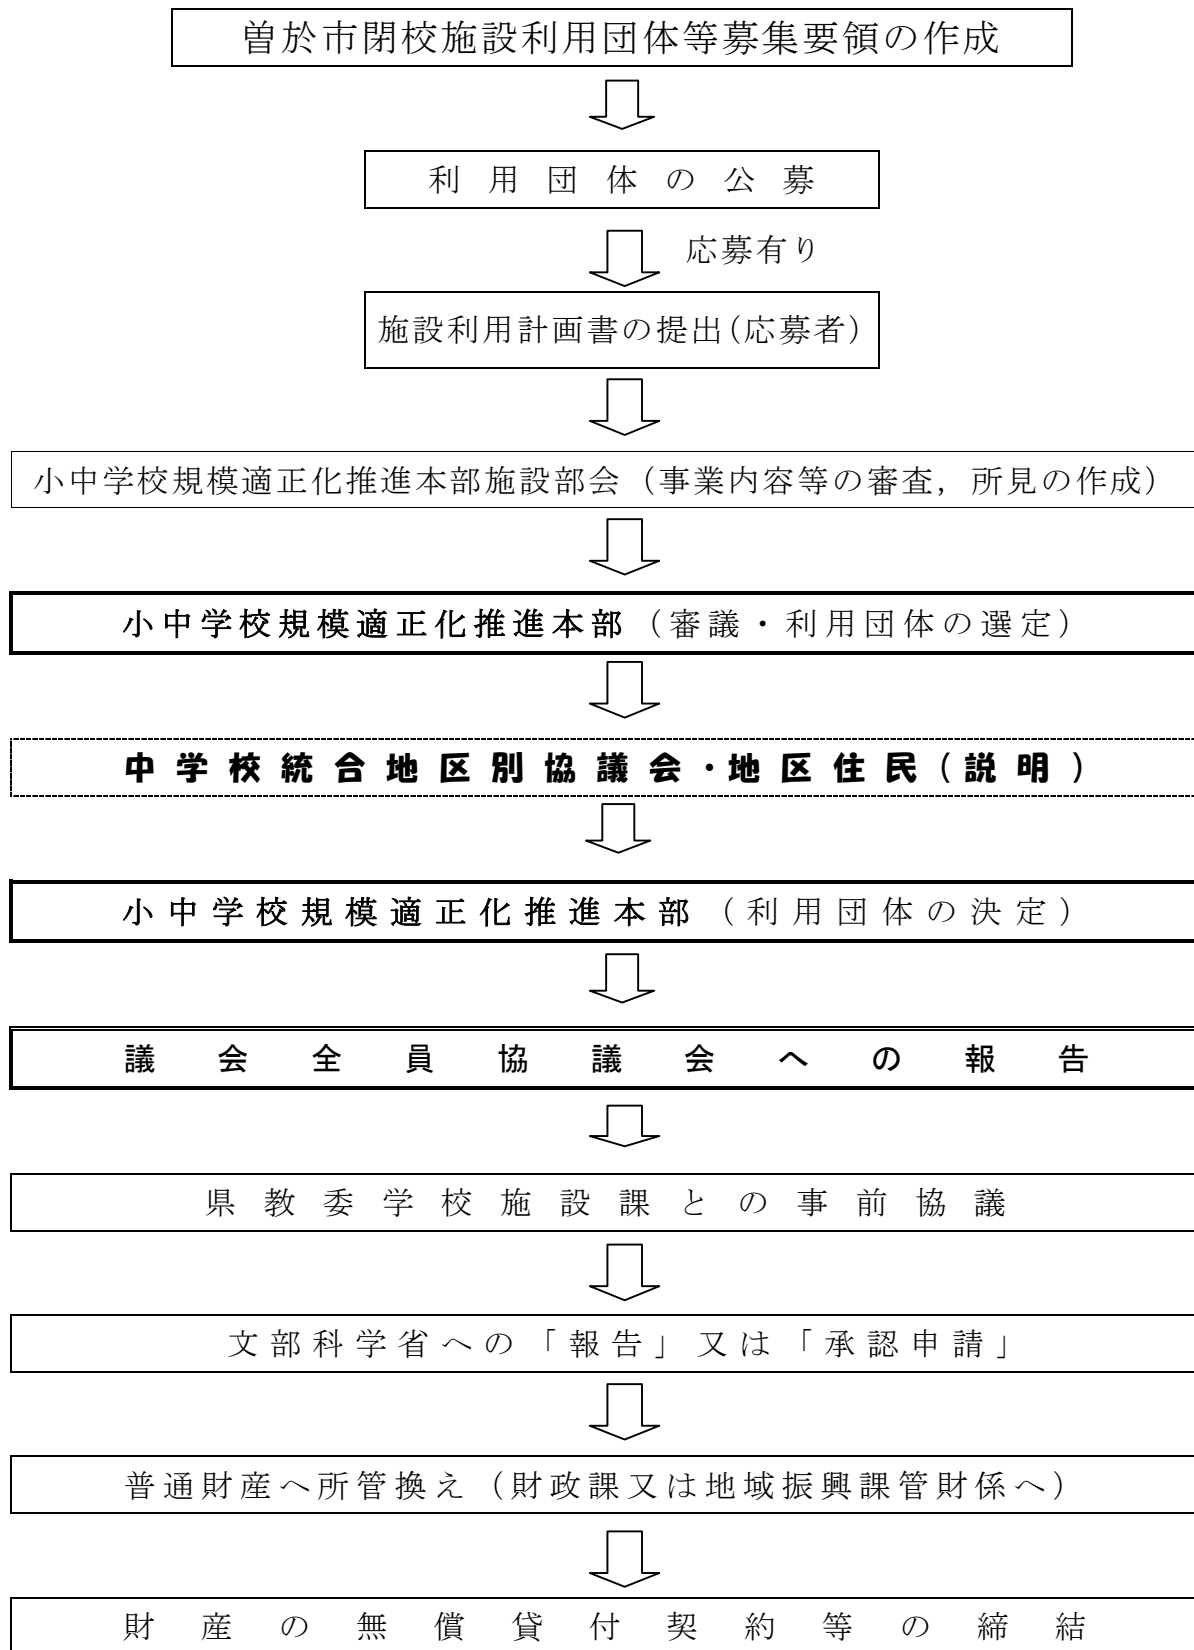 曽於市閉校施設利用団体等募集要領の作成
利用団体の公募
応募有り
施設利用計画書の提出(応募者)
小中学校規模適正化推進本部施設部会（事業内容等の審査，所見の作成）
小中学校規模適正化推進本部（審議・利用団体の選定）
中学校統合地区別協議会・地区住民(説明)
小中学校規模適正化推進本部（利用団体の決定）
議会全員協議会への報告
県教委学校施設課との事前協議
文部科学省への「報告」又は「承認申請」
普通財産へ所管換え（財政課又は地域振興課管財係へ）
財産の無償貸付契約等の締結